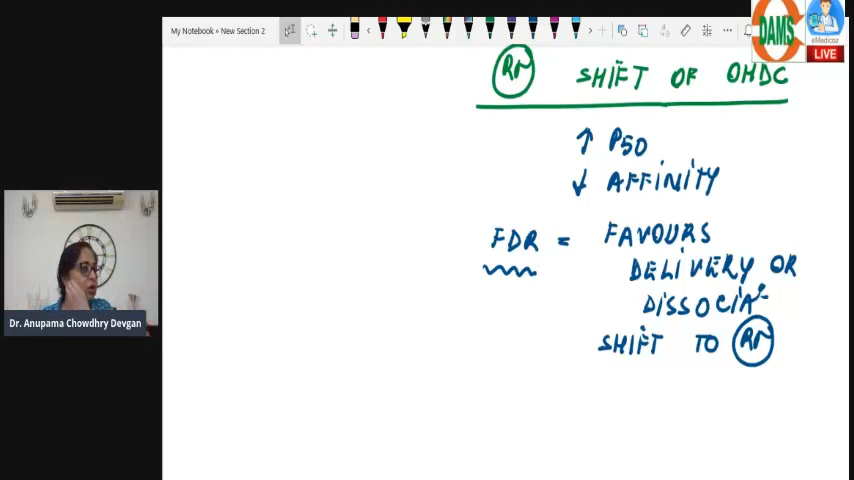 My Notebook » New Section 2
DAMS
eMedicoz
LIVE
Rt SHIFT OF OHDC
↑ P50
↓ AFFINITY
FDR = FAVOURS
DELIVERY OR
DISSOCIAⁿ
SHIFT TO Rt
Dr. Anupama Chowdhry Devgan